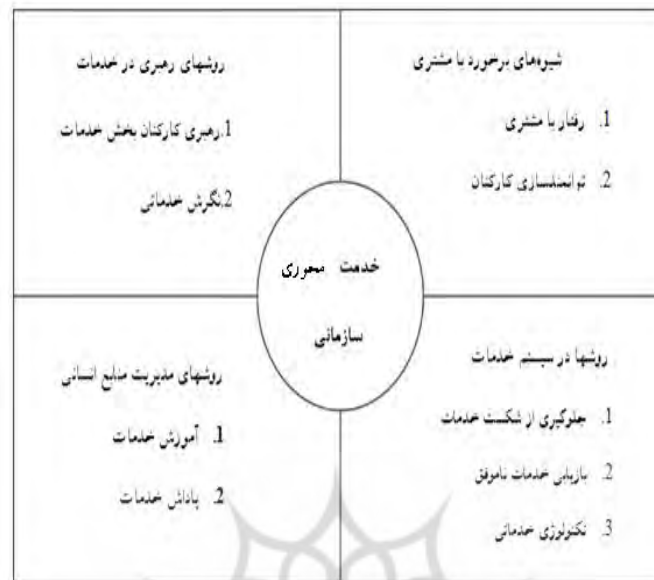 شیوه‌های برخورد با مشتری
1. رفتار با مشتری
2. توانمندسازی کارکنان
روشهای رهبری در خدمات
1.رهبری کارکنان بخش خدمات
2.نگرش خدماتی
خدمت محوری
سازمانی
روشها در سیستم خدمات
1. جلوگیری از شکست خدمات
2. بازیابی خدمات ناموفق
3. تکنولوژی خدماتی
روشهای مدیریت منابع انسانی
1. آموزش خدمات
2. پاداش خدمات